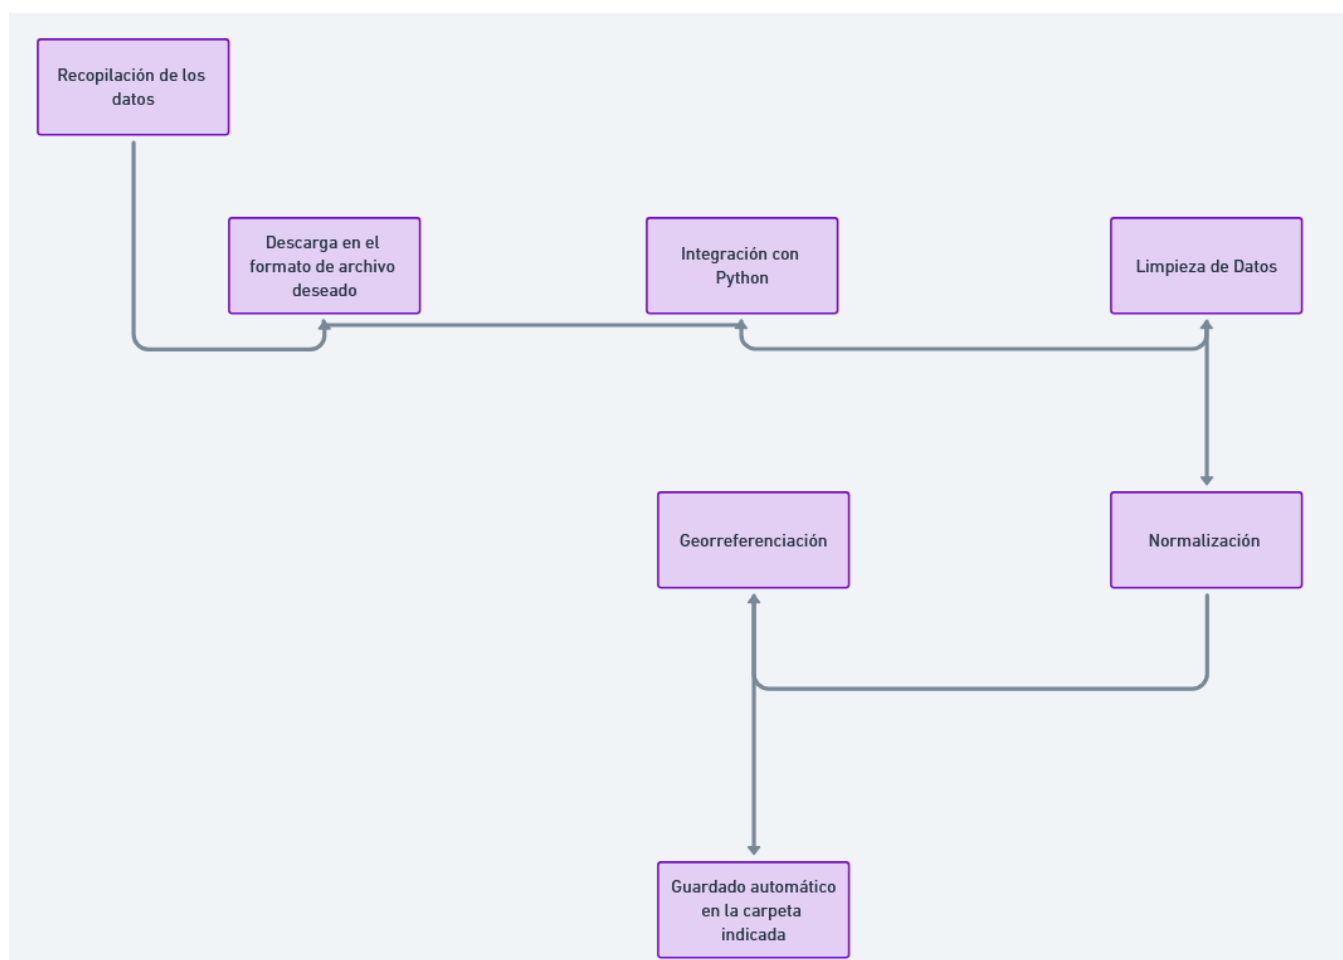 Recopilación de los
datos
Descarga en el
formato de archivo
deseado
Integración con
Python
Limpieza de Datos
Georreferenciación
Normalización
Guardado automático
en la carpeta
indicada